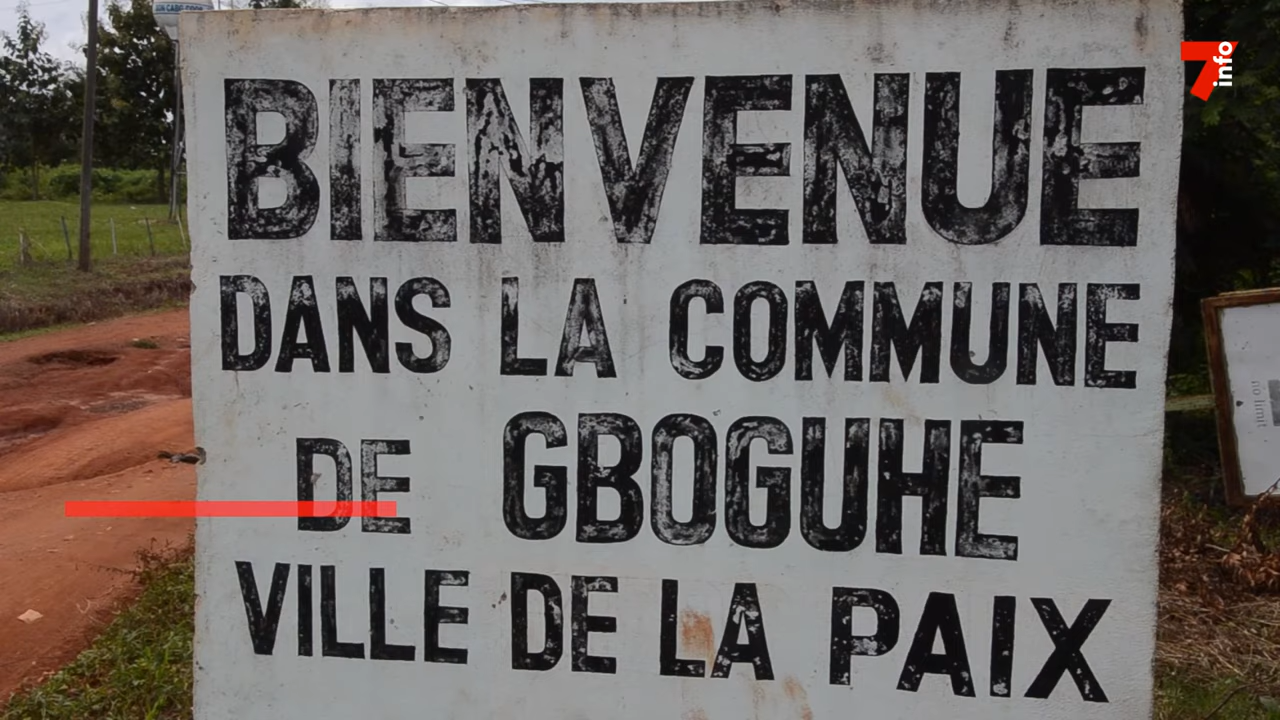 BIENVENUE
DANS LA COMMUNE
DE GBOGUHE
VILLE DE LA PAIX
7info